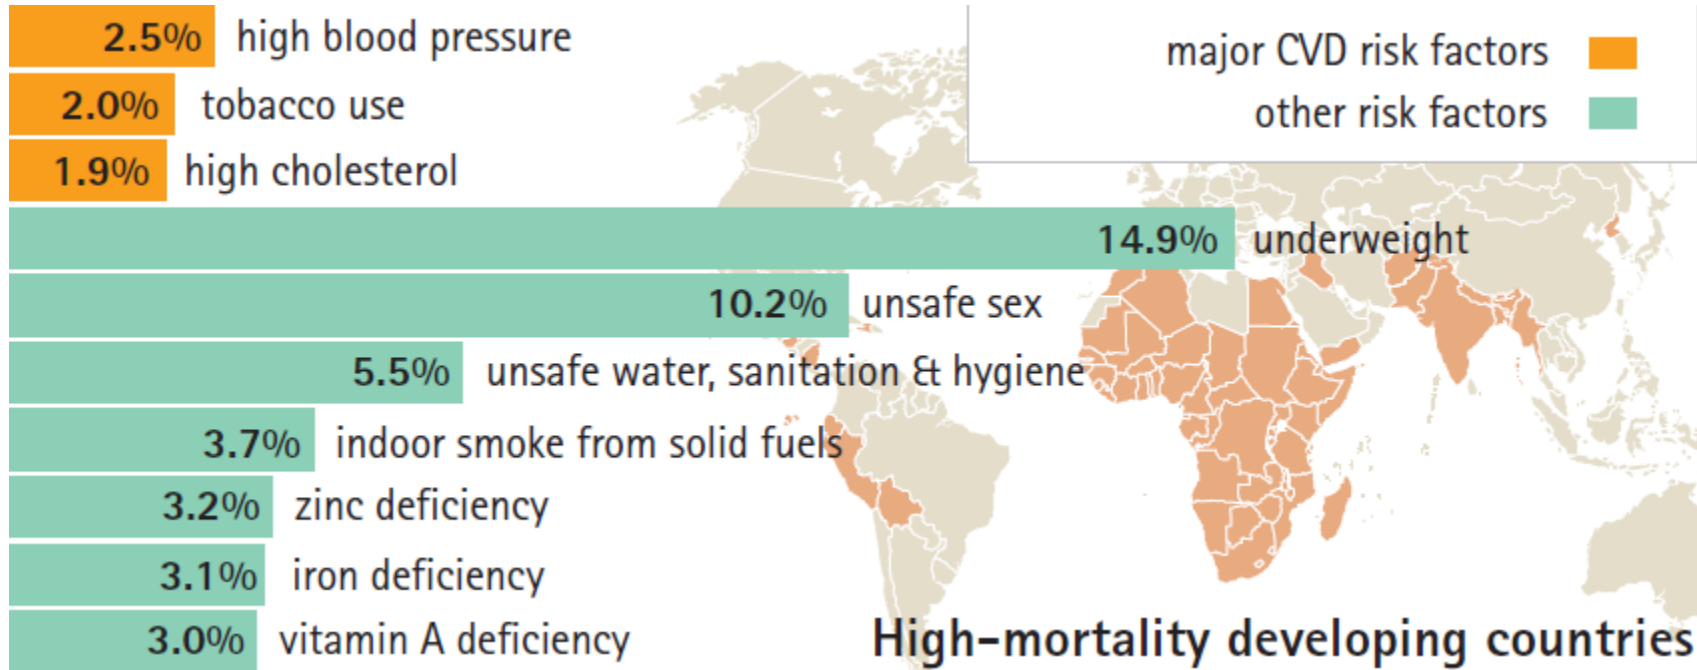 2.5% high blood pressure
2.0% tobacco use
1.9% high cholesterol
14.9% underweight
10.2% unsafe sex
5.5% unsafe water, sanitation & hygiene
3.7% indoor smoke from solid fuels
3.2% zinc deficiency
3.1% iron deficiency
3.0% vitamin A deficiency
major CVD risk factors
other risk factors
High-mortality developing countries